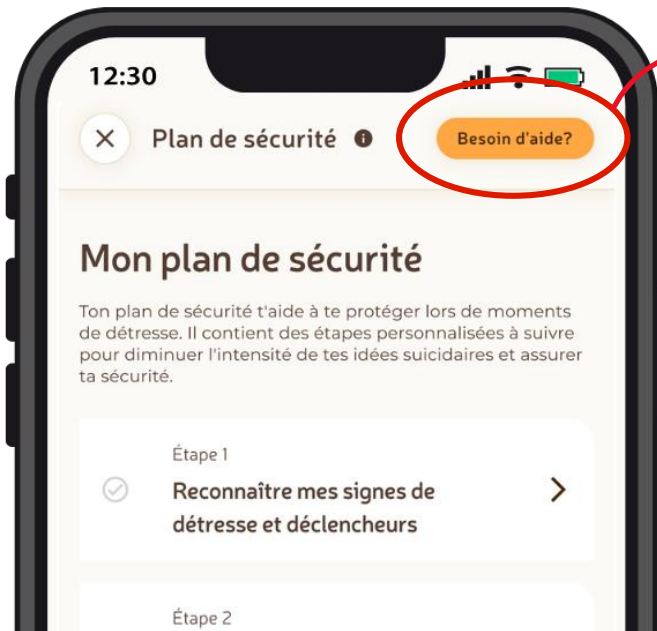 12:30
Plan de sécurité
Besoin d'aide?
Mon plan de sécurité
Ton plan de sécurité t'aide à te protéger lors de moments
de détresse. Il contient des étapes personnalisées à suivre
pour diminuer l'intensité de tes idées suicidaires et assurer
ta sécurité.
Étape 1
Reconnaître mes signes de
détresse et déclencheurs
Étape 2